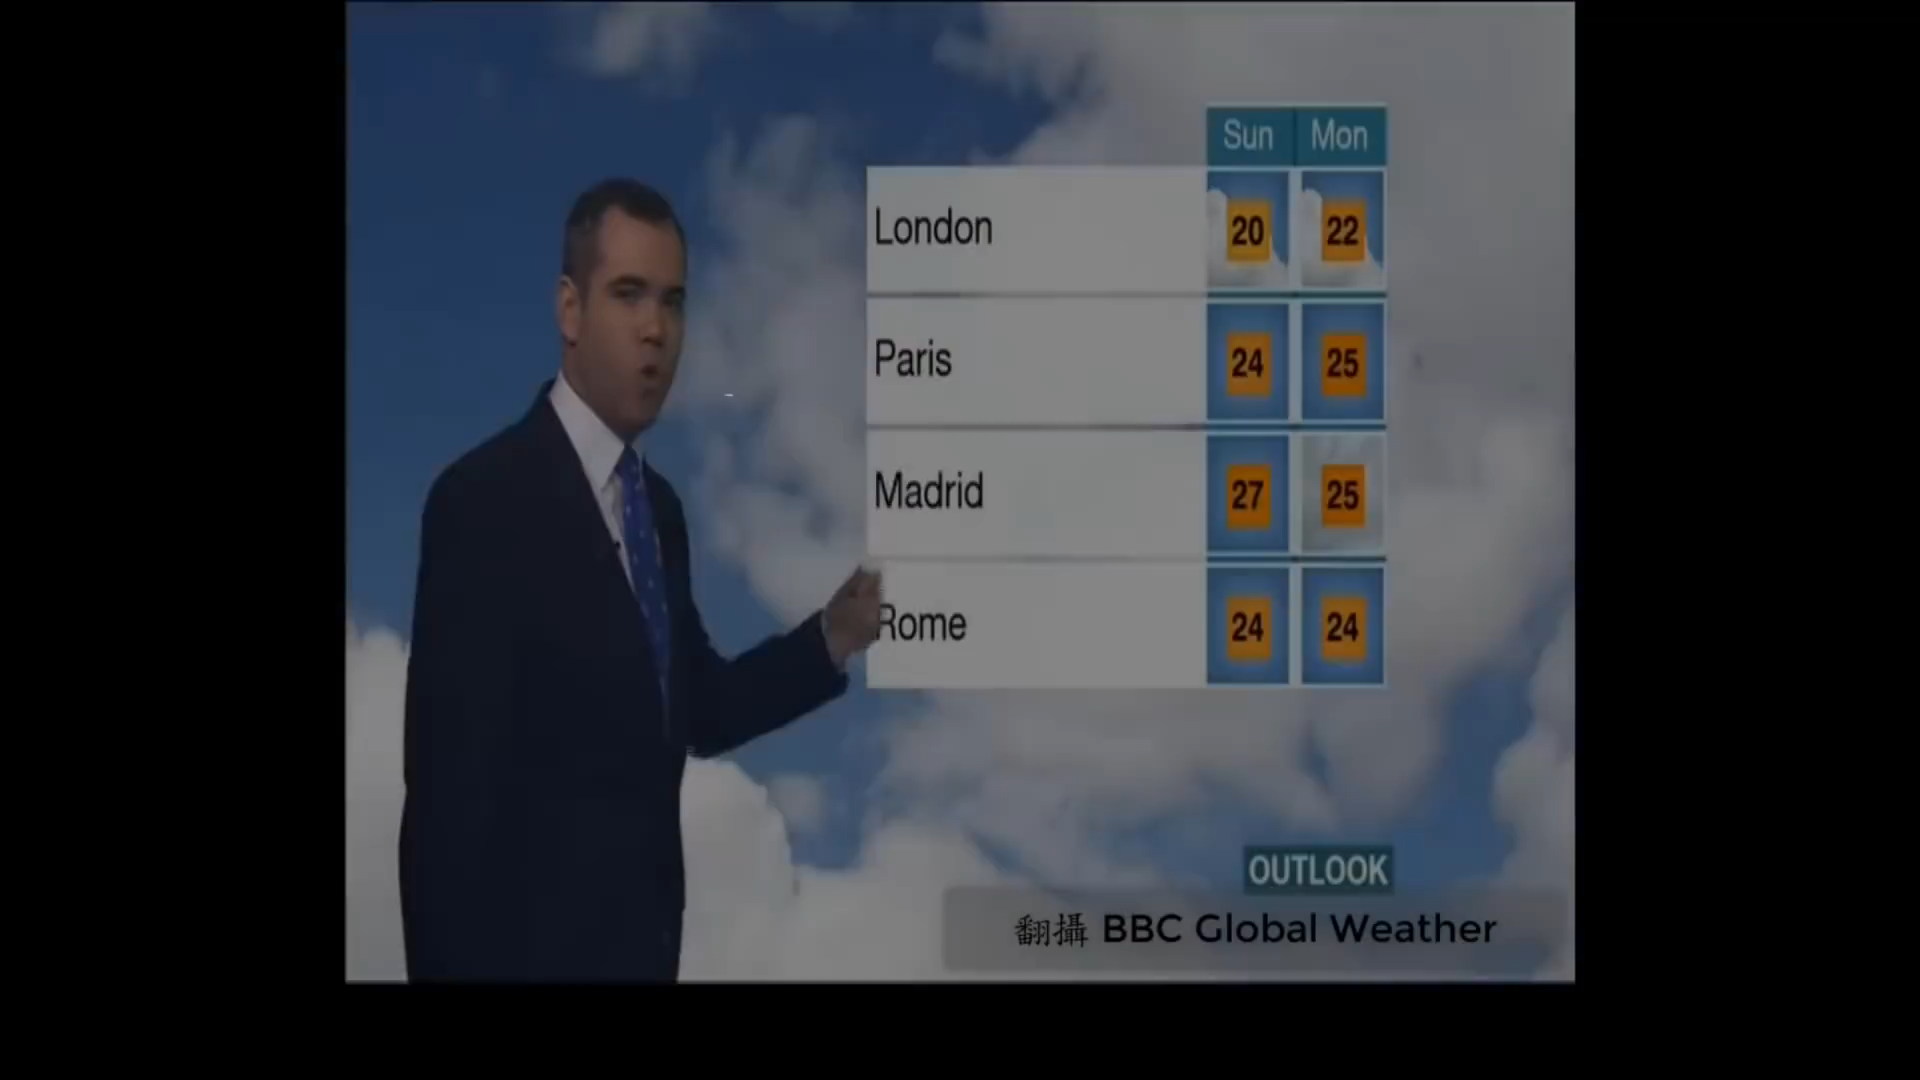 Sun Mon
London 20 22
Paris 24 25
Madrid 27 25
Rome 24 24
OUTLOOK
翻攝 BBC Global Weather